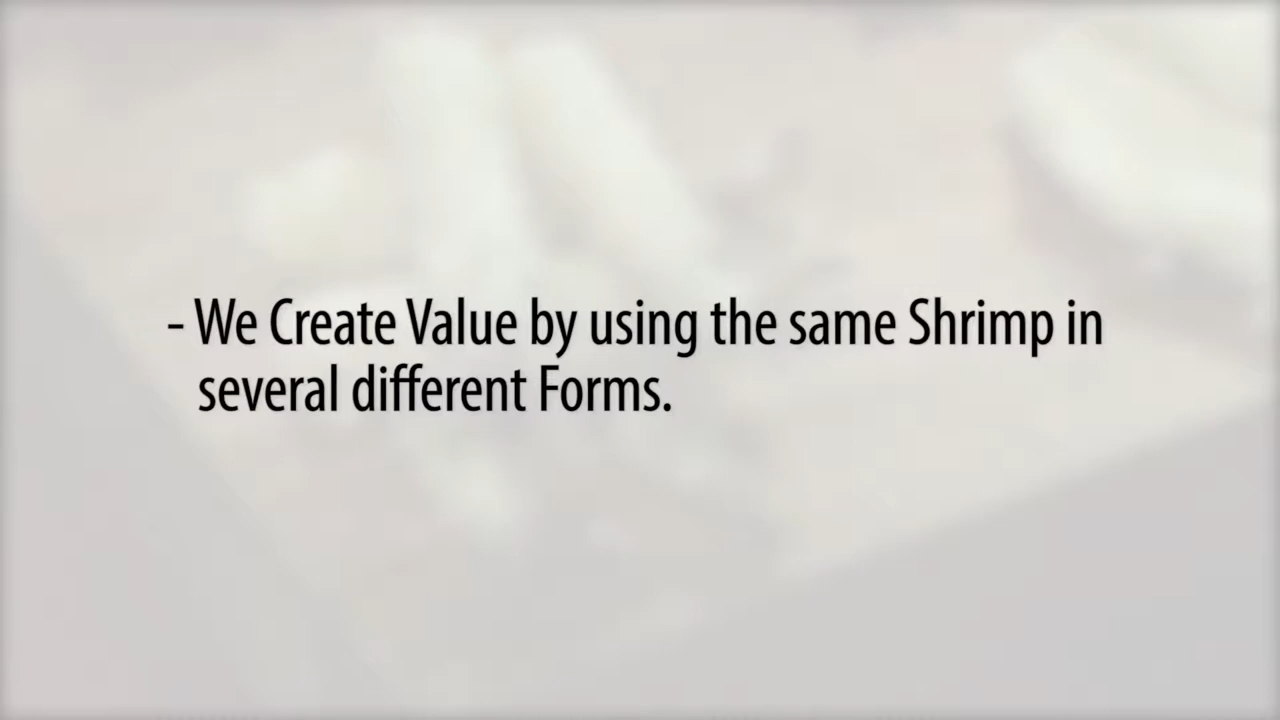 - We Create Value by using the same Shrimp in
several different Forms.